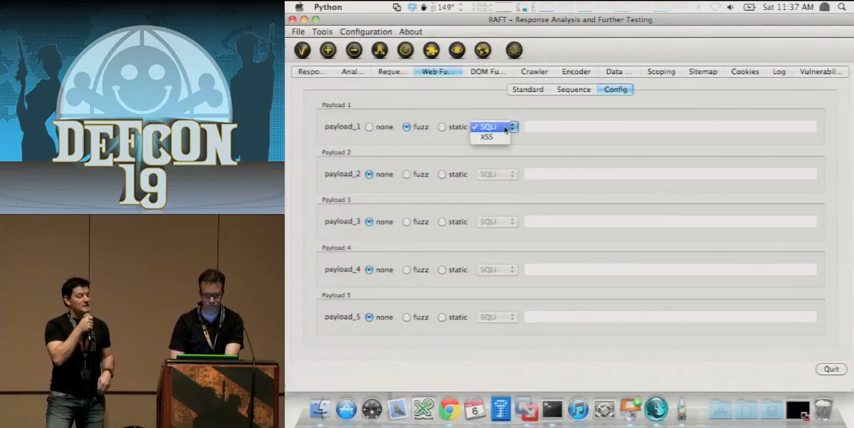 Python
149°
Sat 11:37 AM
RAFT – Response Analysis and Further Testing
File Tools Configuration About
Respo... Anal... Reque... Web Fu... DOM Fu... Crawler Encoder Data ... Scoping Sitemap Cookies Log Vulnerabil...
Standard Sequence Config
Payload 1
payload_1 none fuzz static SQLi
XSS
Payload 2
payload_2 none fuzz static SQLi
Payload 3
payload_3 none fuzz static SQLi
Payload 4
payload_4 none fuzz static SQLi
Payload 5
payload_5 none fuzz static SQLi
Quit
6
DEFCON
19